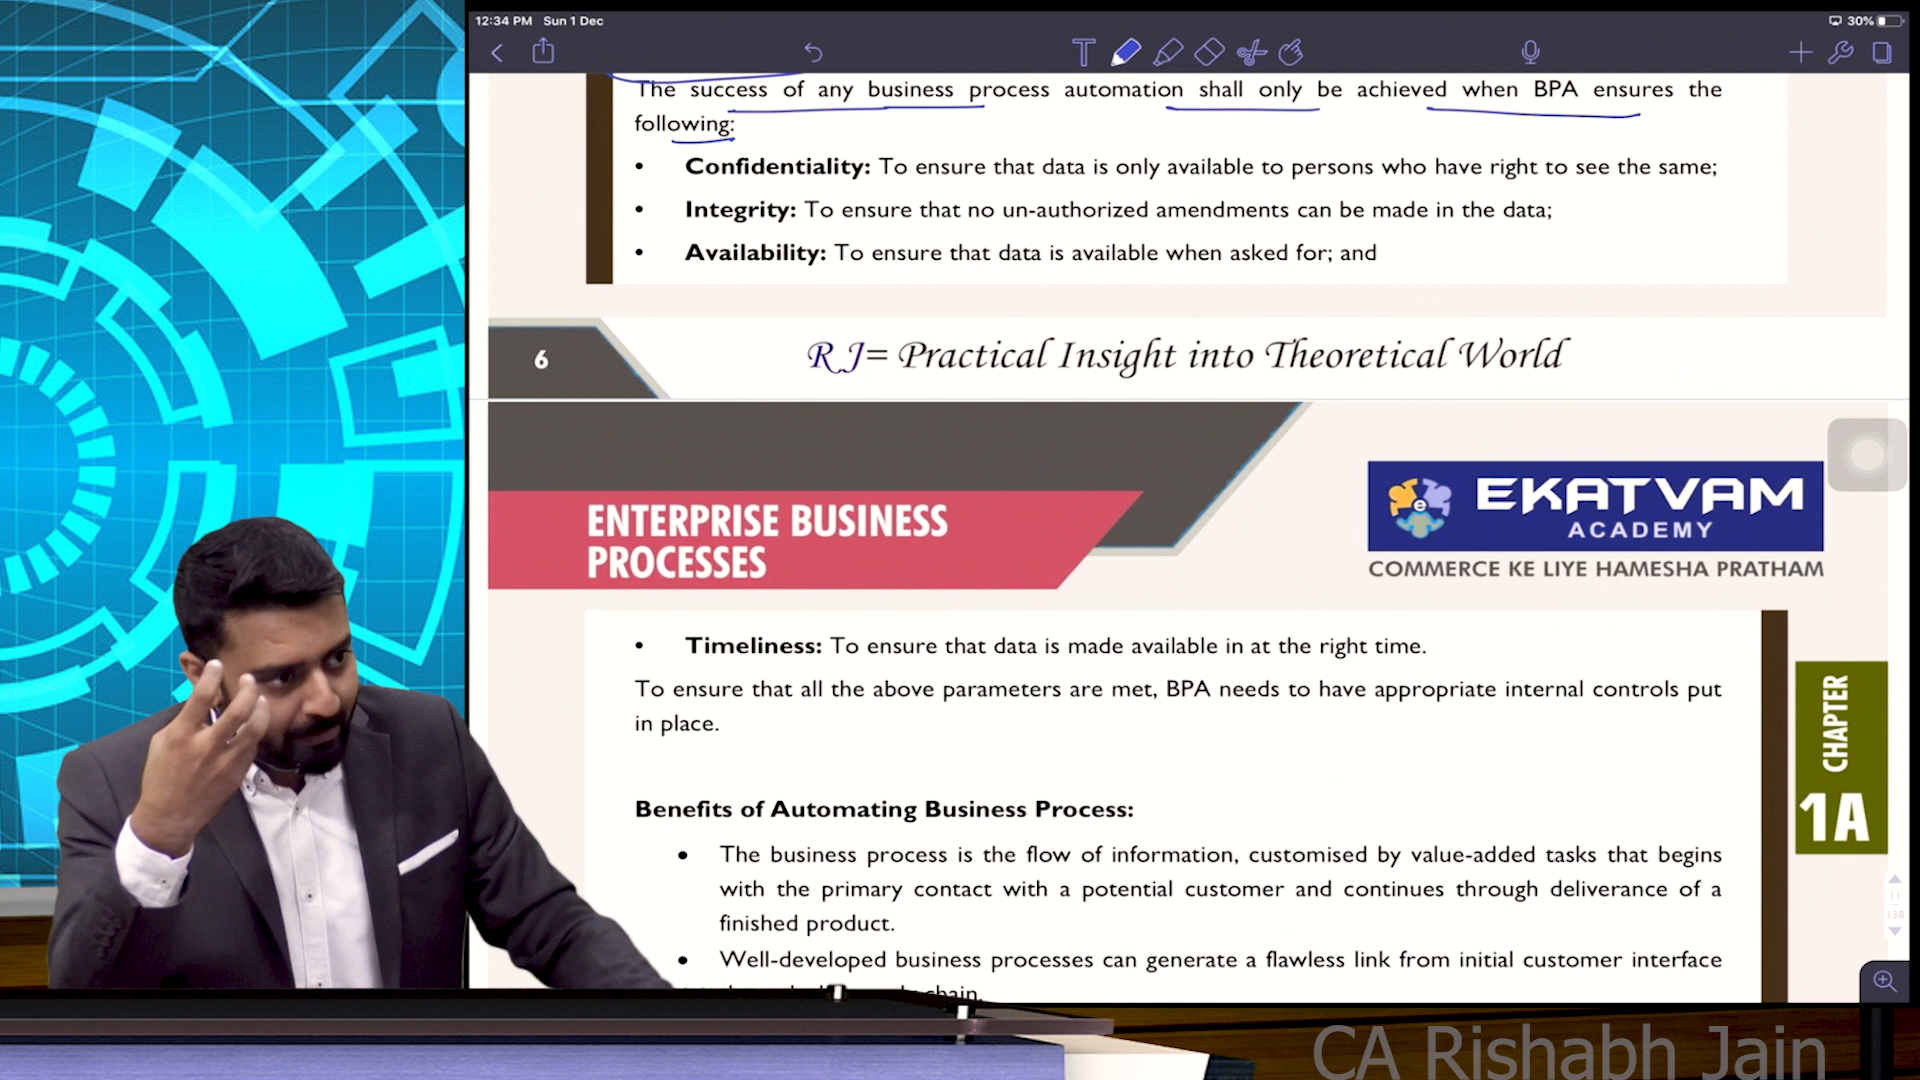 12:34 PM Sun 1 Dec
30%
The success of any business process automation shall only be achieved when BPA ensures the
following:
• Confidentiality: To ensure that data is only available to persons who have right to see the same;
• Integrity: To ensure that no un-authorized amendments can be made in the data;
• Availability: To ensure that data is available when asked for; and
6
RJ= Practical Insight into Theoretical World
ENTERPRISE BUSINESS
PROCESSES
e
EKATVAM
ACADEMY
COMMERCE KE LIYE HAMESHA PRATHAM
• Timeliness: To ensure that data is made available in at the right time.
To ensure that all the above parameters are met, BPA needs to have appropriate internal controls put
in place.
CHAPTER
1A
Benefits of Automating Business Process:
• The business process is the flow of information, customised by value-added tasks that begins
with the primary contact with a potential customer and continues through deliverance of a
finished product.
• Well-developed business processes can generate a flawless link from initial customer interface
chain.
11
138
CA Rishabh Jain